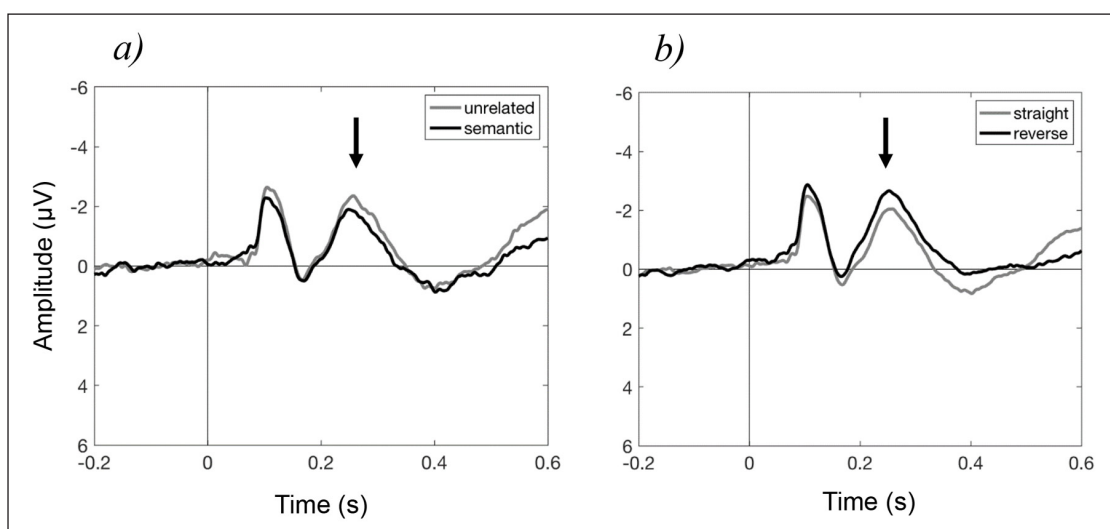 a)
-6
-4
-2
0
2
4
6
Amplitude (µV)
unrelated
semantic
-0.2 0 0.2 0.4 0.6
Time (s)
b)
-6
-4
-2
0
2
4
6
straight
reverse
-0.2 0 0.2 0.4 0.6
Time (s)